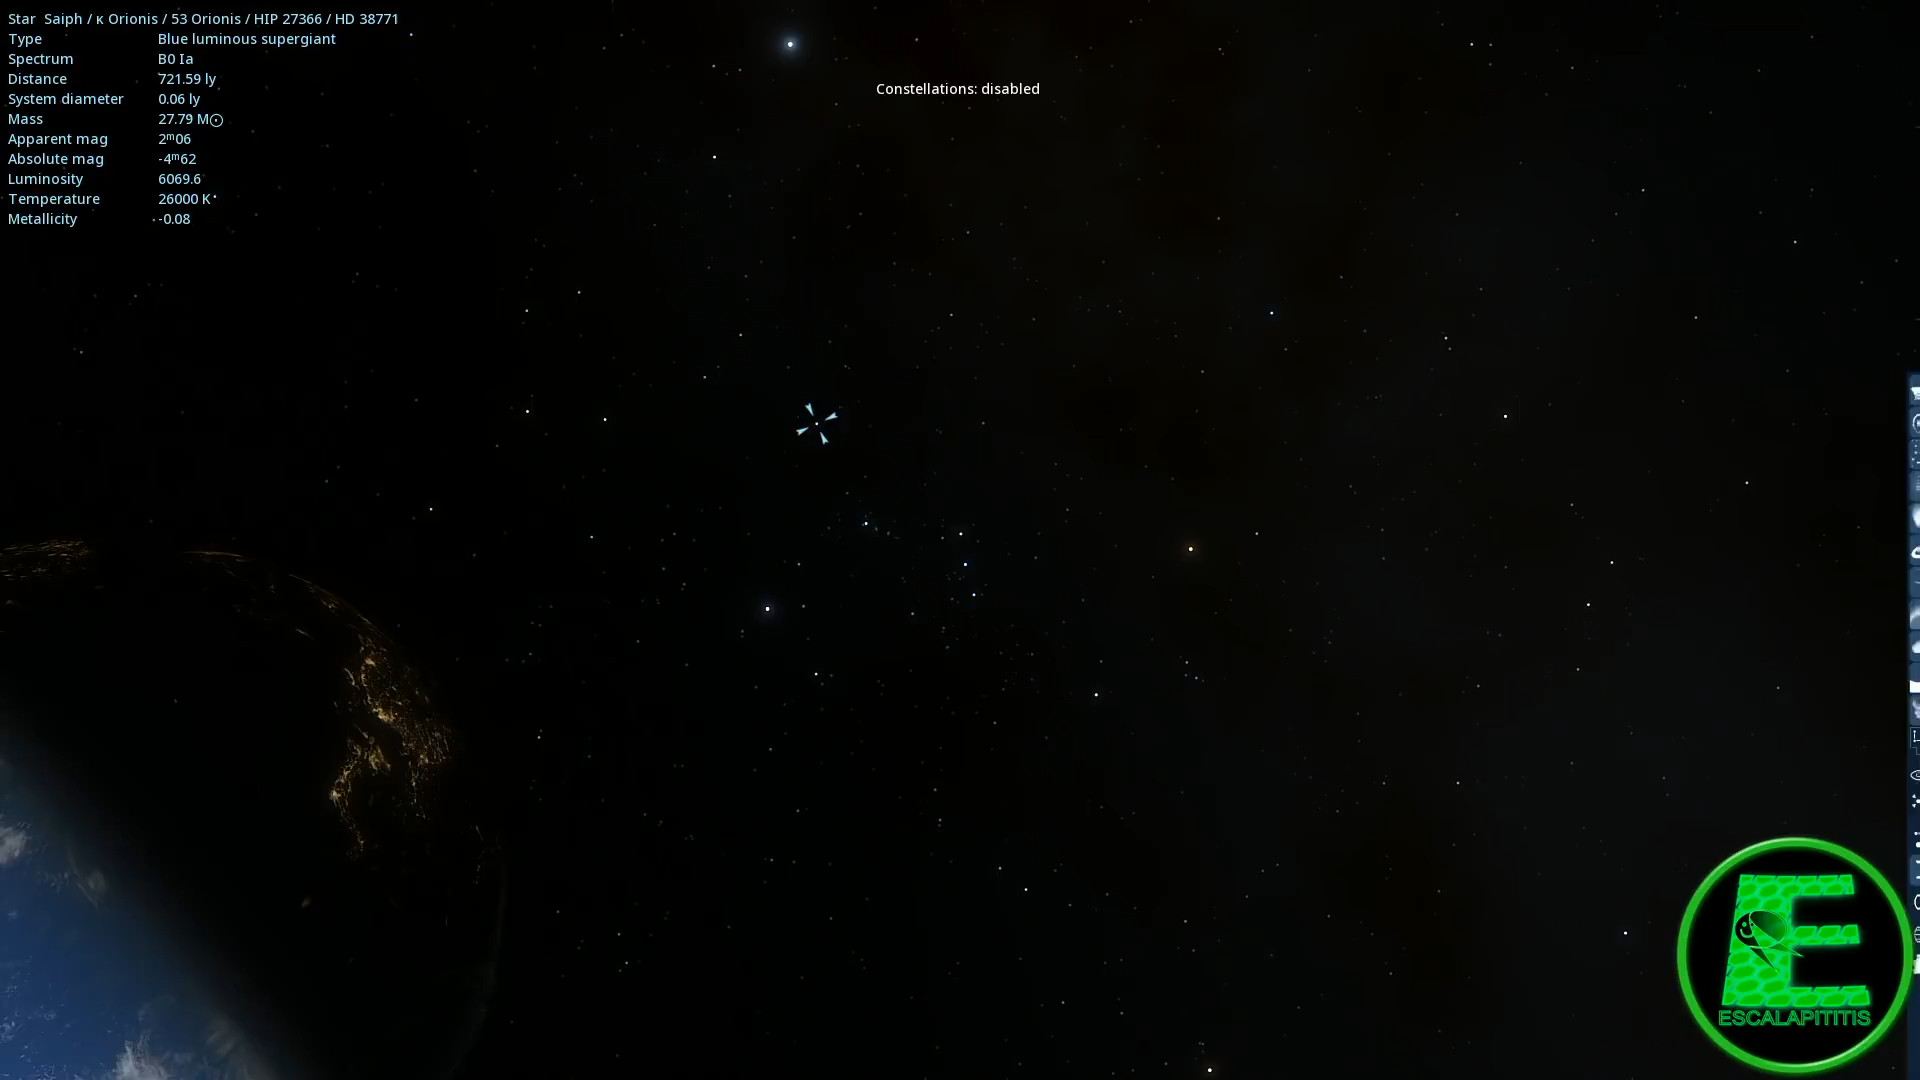 Star Saiph / κ Orionis / 53 Orionis / HIP 27366 / HD 38771
Type Blue luminous supergiant
Spectrum B0 Ia
Distance 721.59 ly
System diameter 0.06 ly
Mass 27.79 M☉
Apparent mag 2ᵐ06
Absolute mag -4ᵐ62
Luminosity 6069.6
Temperature 26000 K
Metallicity -0.08
Constellations: disabled
E
ESCALAPITITIS